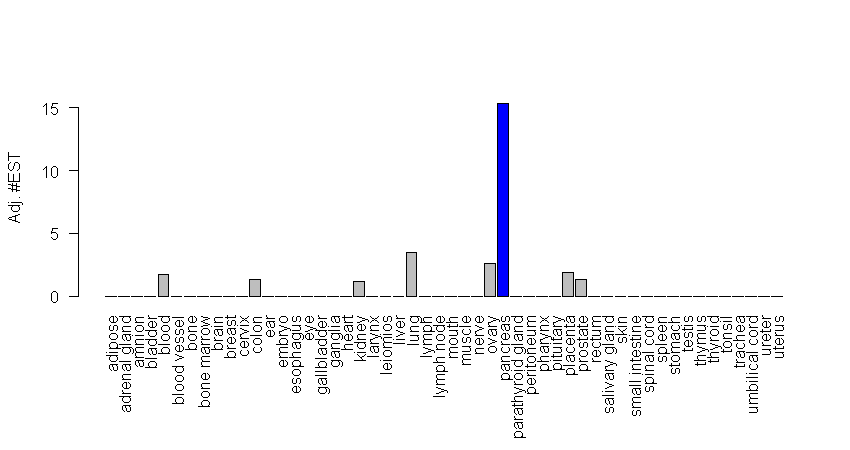 Adj. #EST
15
10
5
0
adipose
adrenal gland
amnion
bladder
blood
blood vessel
bone
bone marrow
brain
breast
cervix
colon
ear
embryo
esophagus
eye
gallbladder
ganglia
heart
kidney
larynx
leiomios
liver
lung
lymph
lymph node
mouth
muscle
nerve
ovary
pancreas
parathyroid gland
peritoneum
pharynx
pituitary
placenta
prostate
rectum
salivary gland
skin
small intestine
spinal cord
spleen
stomach
testis
thymus
thyroid
tonsil
trachea
umbilical cord
ureter
uterus